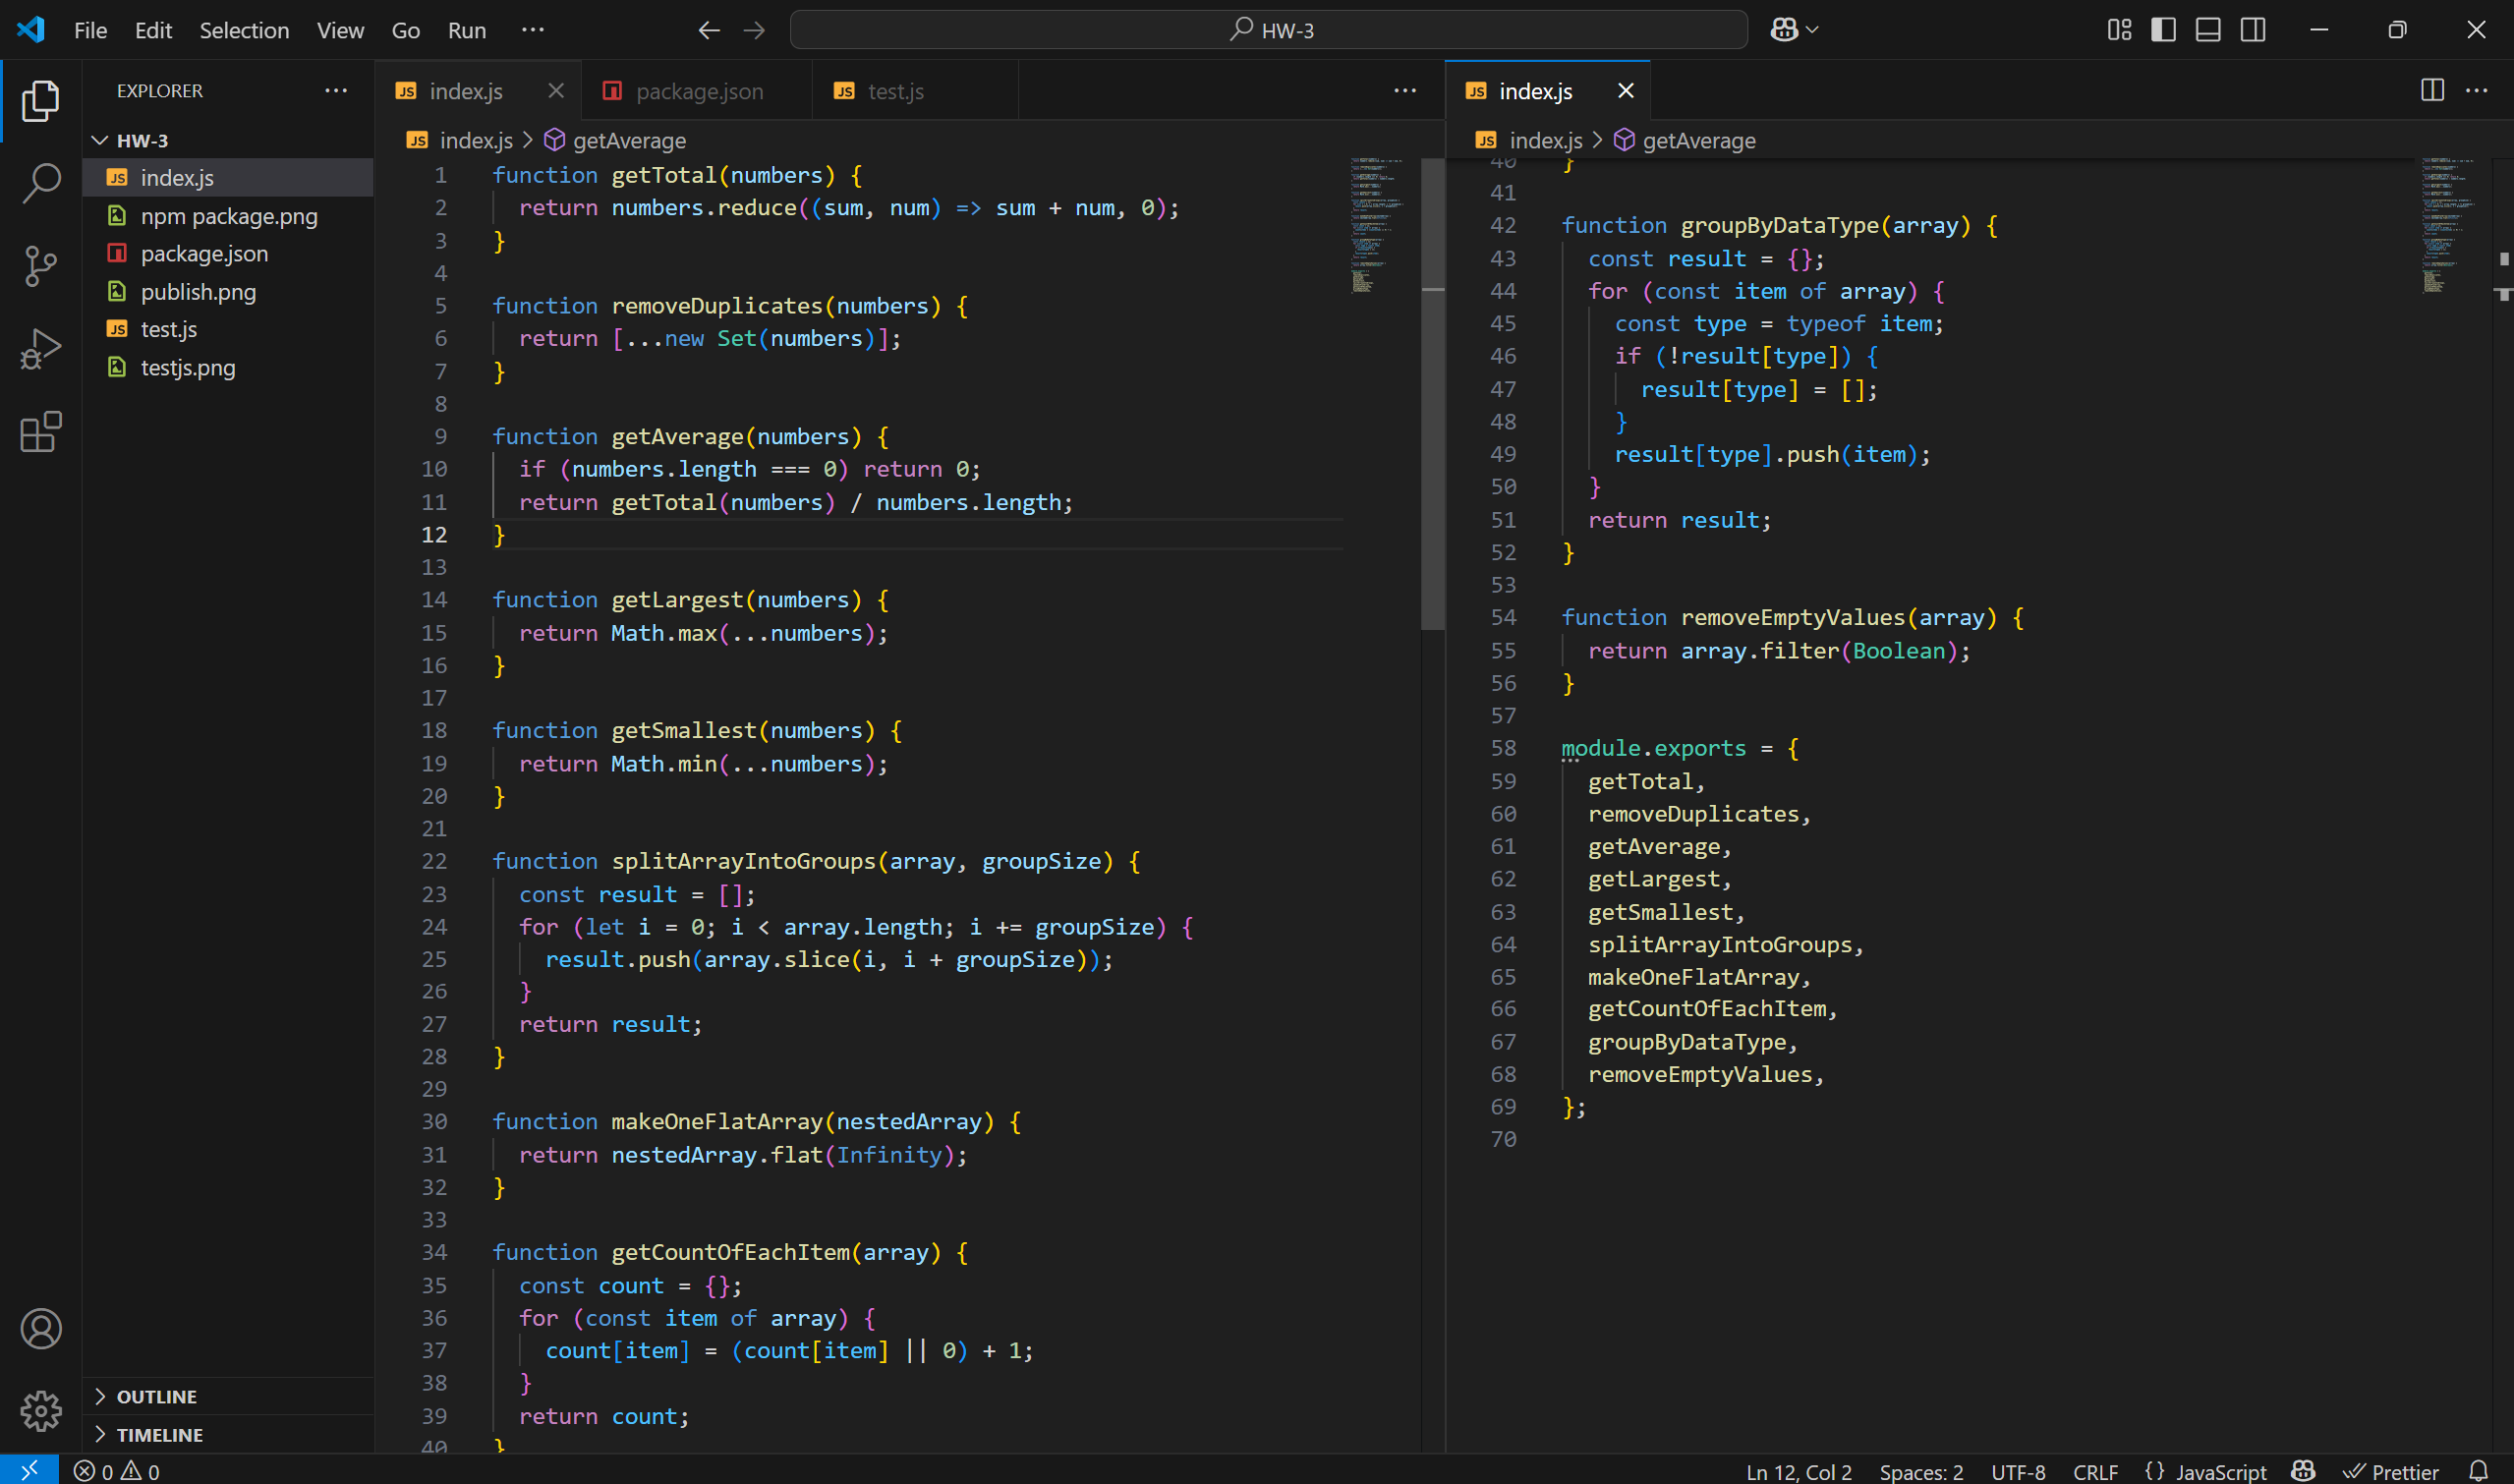 File Edit Selection View Go Run ··· HW-3
EXPLORER ···
HW-3
JS index.js
npm package.png
package.json
publish.png
JS test.js
testjs.png
OUTLINE
TIMELINE
JS index.js package.json JS test.js ···
JS index.js > getAverage
1 function getTotal(numbers) {
2 return numbers.reduce((sum, num) => sum + num, 0);
3 }
4
5 function removeDuplicates(numbers) {
6 return [...new Set(numbers)];
7 }
8
9 function getAverage(numbers) {
10 if (numbers.length === 0) return 0;
11 return getTotal(numbers) / numbers.length;
12 }
13
14 function getLargest(numbers) {
15 return Math.max(...numbers);
16 }
17
18 function getSmallest(numbers) {
19 return Math.min(...numbers);
20 }
21
22 function splitArrayIntoGroups(array, groupSize) {
23 const result = [];
24 for (let i = 0; i < array.length; i += groupSize) {
25 result.push(array.slice(i, i + groupSize));
26 }
27 return result;
28 }
29
30 function makeOneFlatArray(nestedArray) {
31 return nestedArray.flat(Infinity);
32 }
33
34 function getCountOfEachItem(array) {
35 const count = {};
36 for (const item of array) {
37 count[item] = (count[item] || 0) + 1;
38 }
39 return count;
40 }
JS index.js ···
JS index.js > getAverage
40 }
41
42 function groupByDataType(array) {
43 const result = {};
44 for (const item of array) {
45 const type = typeof item;
46 if (!result[type]) {
47 result[type] = [];
48 }
49 result[type].push(item);
50 }
51 return result;
52 }
53
54 function removeEmptyValues(array) {
55 return array.filter(Boolean);
56 }
57
58 module.exports = {
59 getTotal,
60 removeDuplicates,
61 getAverage,
62 getLargest,
63 getSmallest,
64 splitArrayIntoGroups,
65 makeOneFlatArray,
66 getCountOfEachItem,
67 groupByDataType,
68 removeEmptyValues,
69 };
70
0 0 Ln 12, Col 2 Spaces: 2 UTF-8 CRLF {} JavaScript Prettier